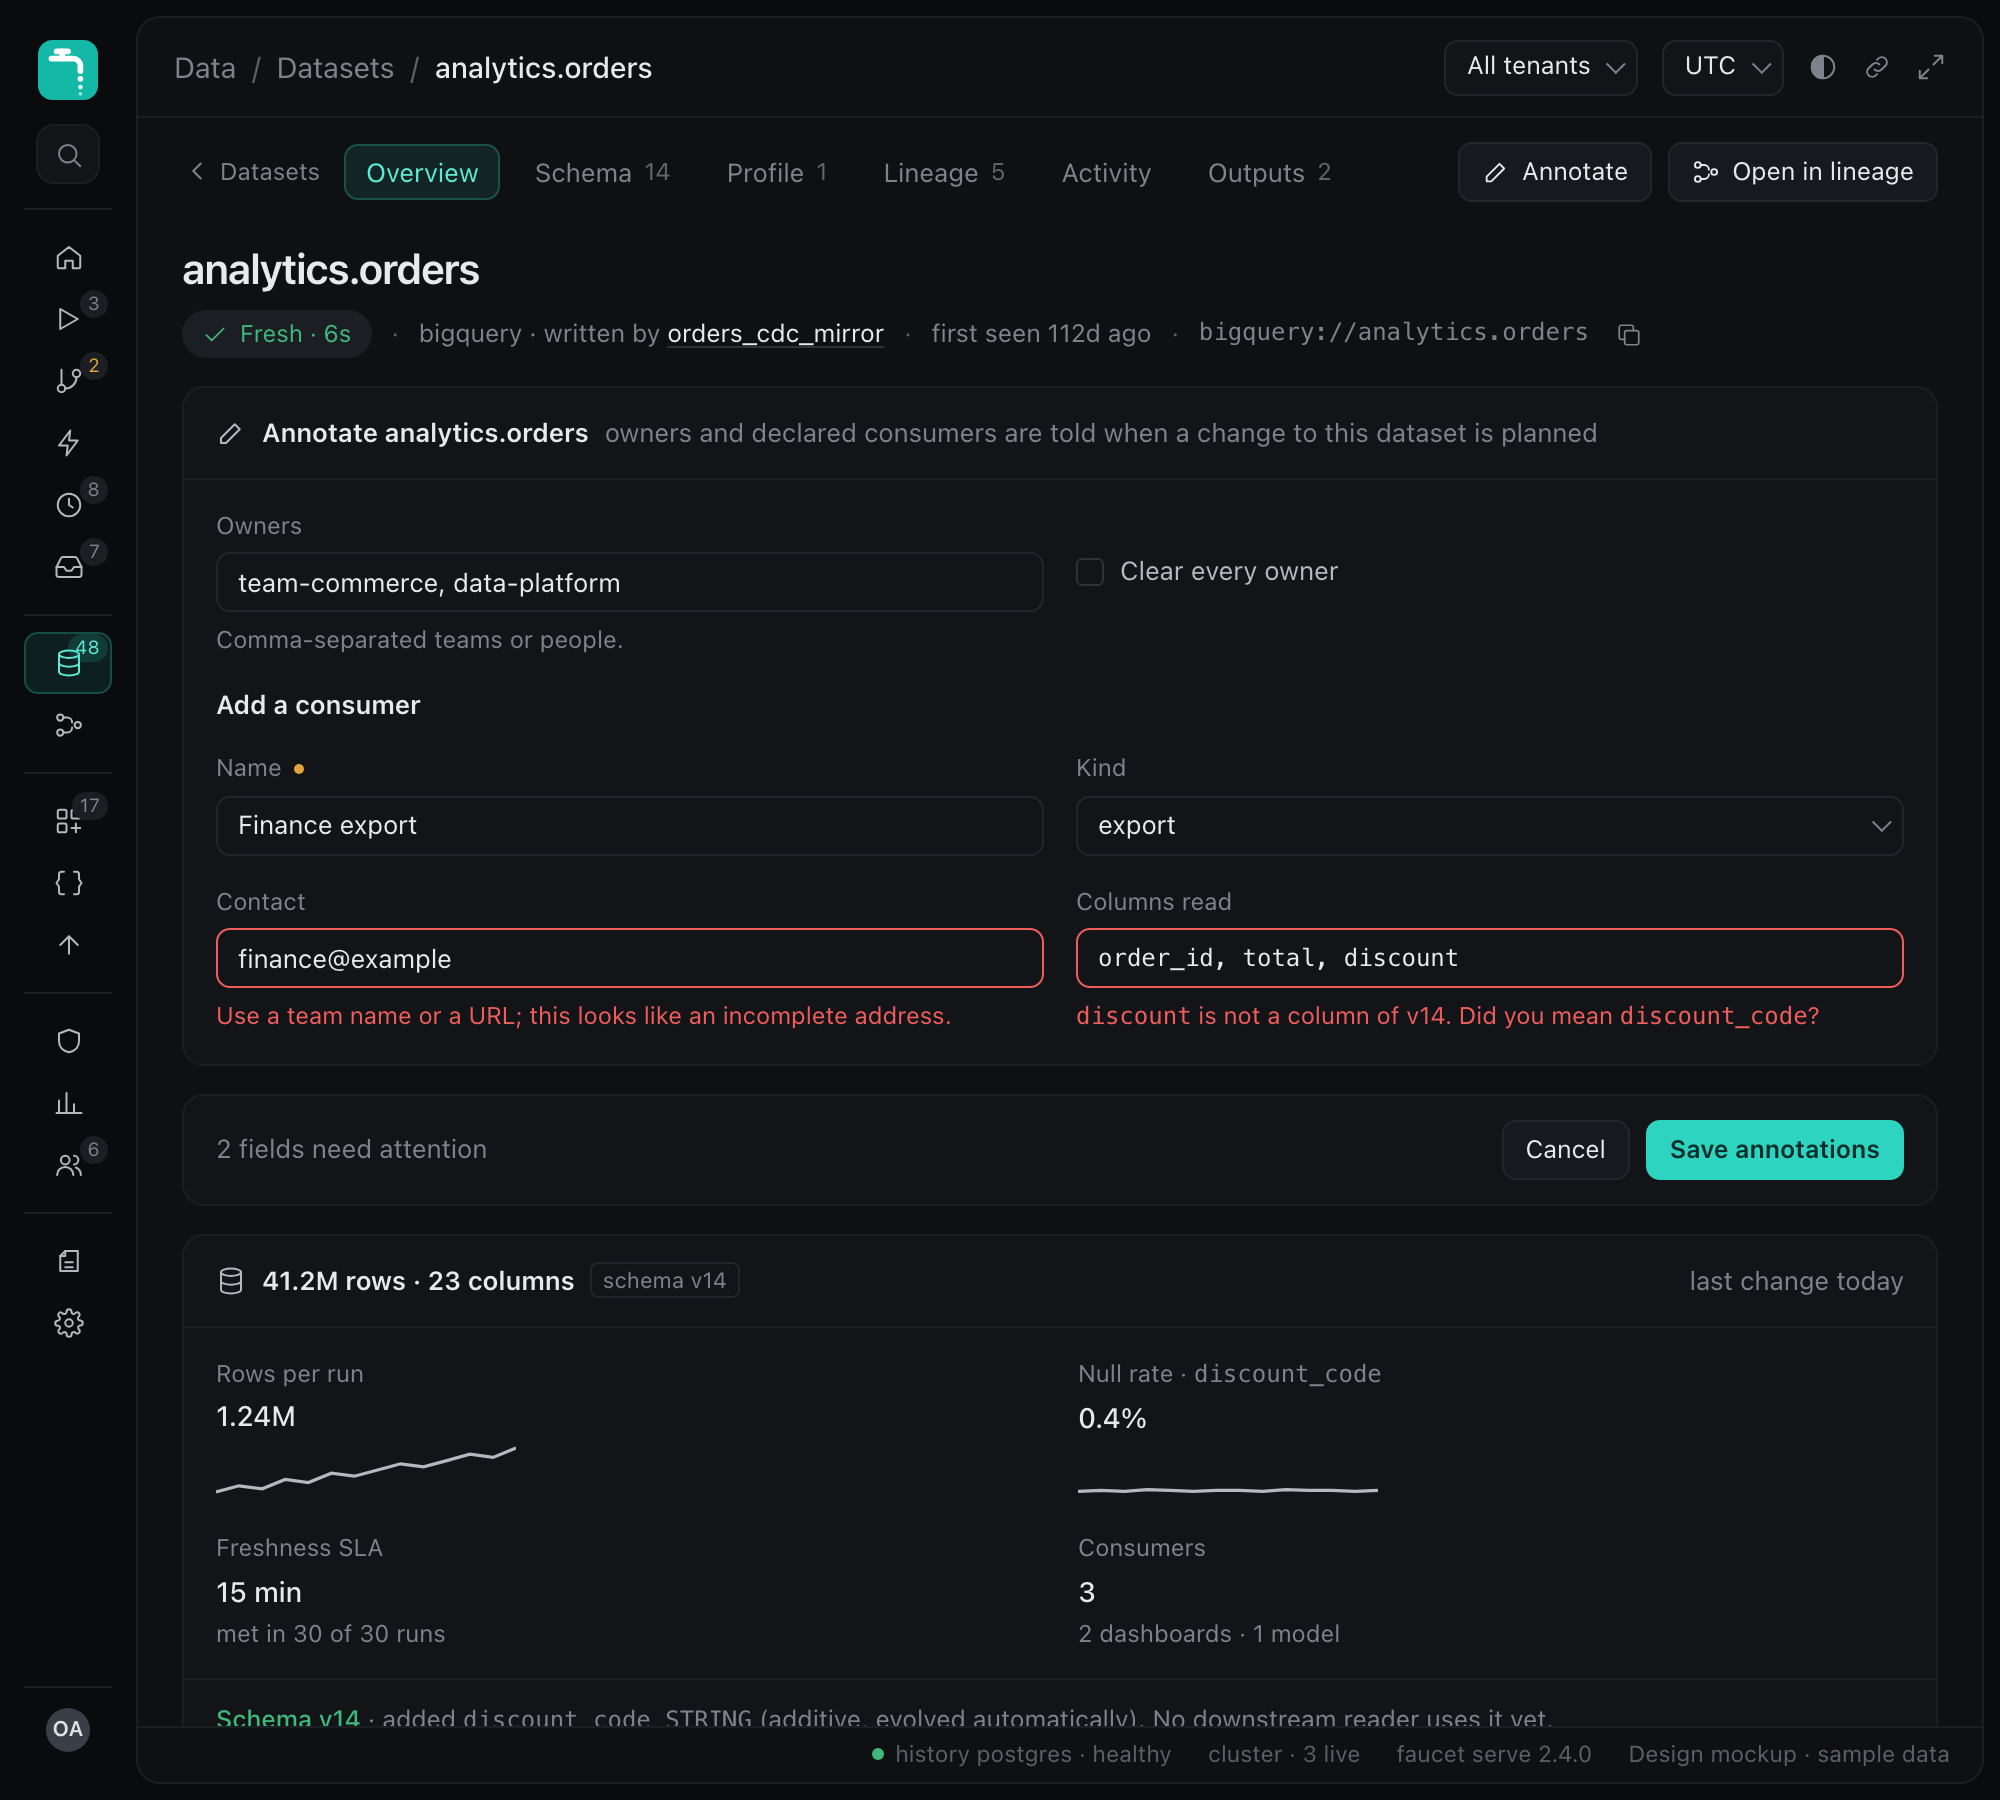 Data / Datasets / analytics.orders
All tenants
UTC
Datasets
Overview
Schema 14
Profile 1
Lineage 5
Activity
Outputs 2
Annotate
Open in lineage
3
2
8
7
48
17
6
OA
analytics.orders
Fresh · 6s · bigquery · written by orders_cdc_mirror · first seen 112d ago · bigquery://analytics.orders
Annotate analytics.orders owners and declared consumers are told when a change to this dataset is planned
Owners
team-commerce, data-platform
Clear every owner
Comma-separated teams or people.
Add a consumer
Name
Kind
Finance export
export
Contact
Columns read
finance@example
order_id, total, discount
Use a team name or a URL; this looks like an incomplete address.
discount is not a column of v14. Did you mean discount_code?
2 fields need attention
Cancel
Save annotations
41.2M rows · 23 columns schema v14
last change today
Rows per run
1.24M
Null rate · discount_code
0.4%
Freshness SLA
15 min
met in 30 of 30 runs
Consumers
3
2 dashboards · 1 model
Schema v14 · added discount_code STRING (additive, evolved automatically). No downstream reader uses it yet.
history postgres · healthy
cluster · 3 live
faucet serve 2.4.0
Design mockup · sample data